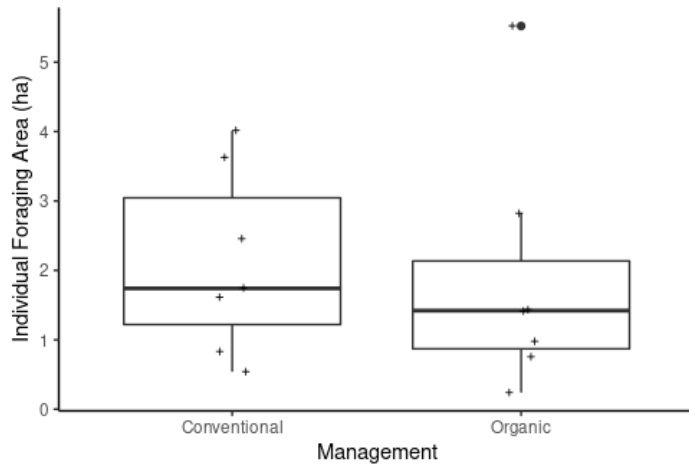 Individual Foraging Area (ha)
5
4
3
2
1
0
Conventional
Organic
Management